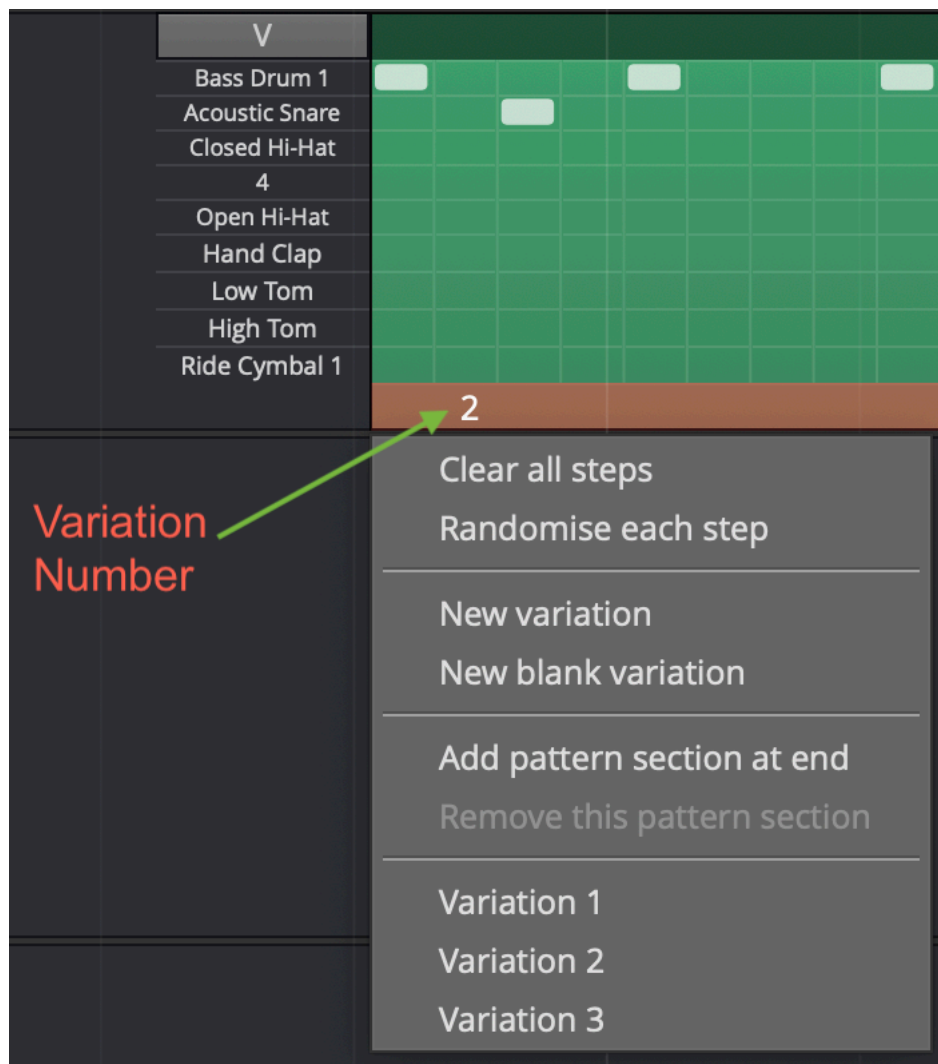 V
Bass Drum 1
Acoustic Snare
Closed Hi-Hat
4
Open Hi-Hat
Hand Clap
Low Tom
High Tom
Ride Cymbal 1
2
Variation
Number
Clear all steps
Randomise each step
New variation
New blank variation
Add pattern section at end
Remove this pattern section
Variation 1
Variation 2
Variation 3